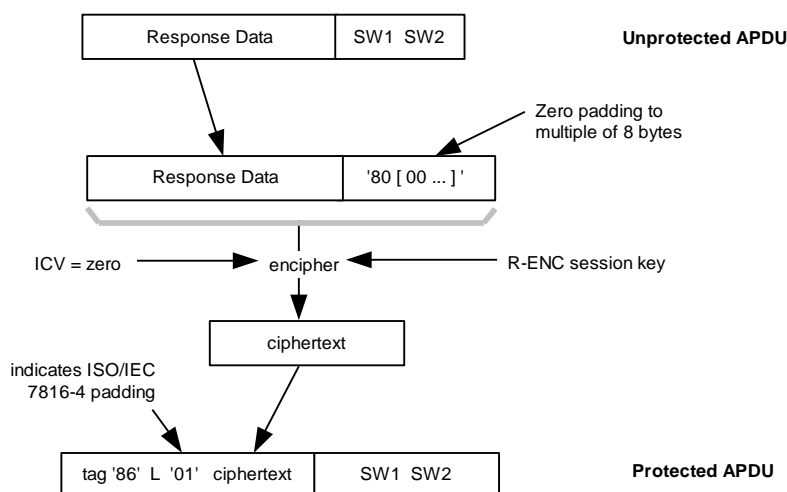 Response Data SW1 SW2 Unprotected APDU
Zero padding to
multiple of 8 bytes
Response Data '80 [ 00 ... ] '
ICV = zero encipher R-ENC session key
ciphertext
indicates ISO/IEC
7816-4 padding
tag '86' L '01' ciphertext SW1 SW2 Protected APDU